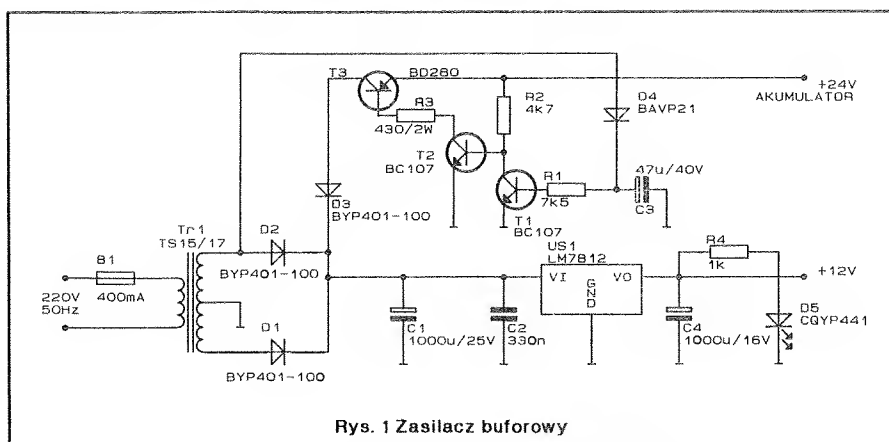 T3
BD280
+24V
AKUMULATOR
R3
430/2W
R2
4k7
D4
BAVP21
T2
BC107
R1
7k5
47u/40V
C3
T1
BC107
D3
BYP401-100
Tr1
TS15/17
D2
BYP401-100
B1
400mA
220V
50Hz
D1
BYP401-100
US1
LM7812
VI
GND
VO
R4
1k
+12V
C1
1000u/25V
C2
330n
C4
1000u/16V
D5
CQYP441
Rys. 1 Zasilacz buforowy